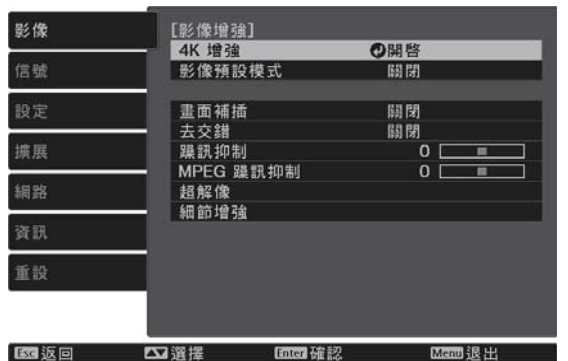 影像
信號
設定
擴展
網路
資訊
重設
[影像增強]
4K 增強 開啓
影像預設模式 關閉
畫面補插 關閉
去交錯 關閉
躁訊抑制 0
MPEG 躁訊抑制 0
超解像
細節增強
Esc 返回 選擇 Enter 確認 Menu 退出